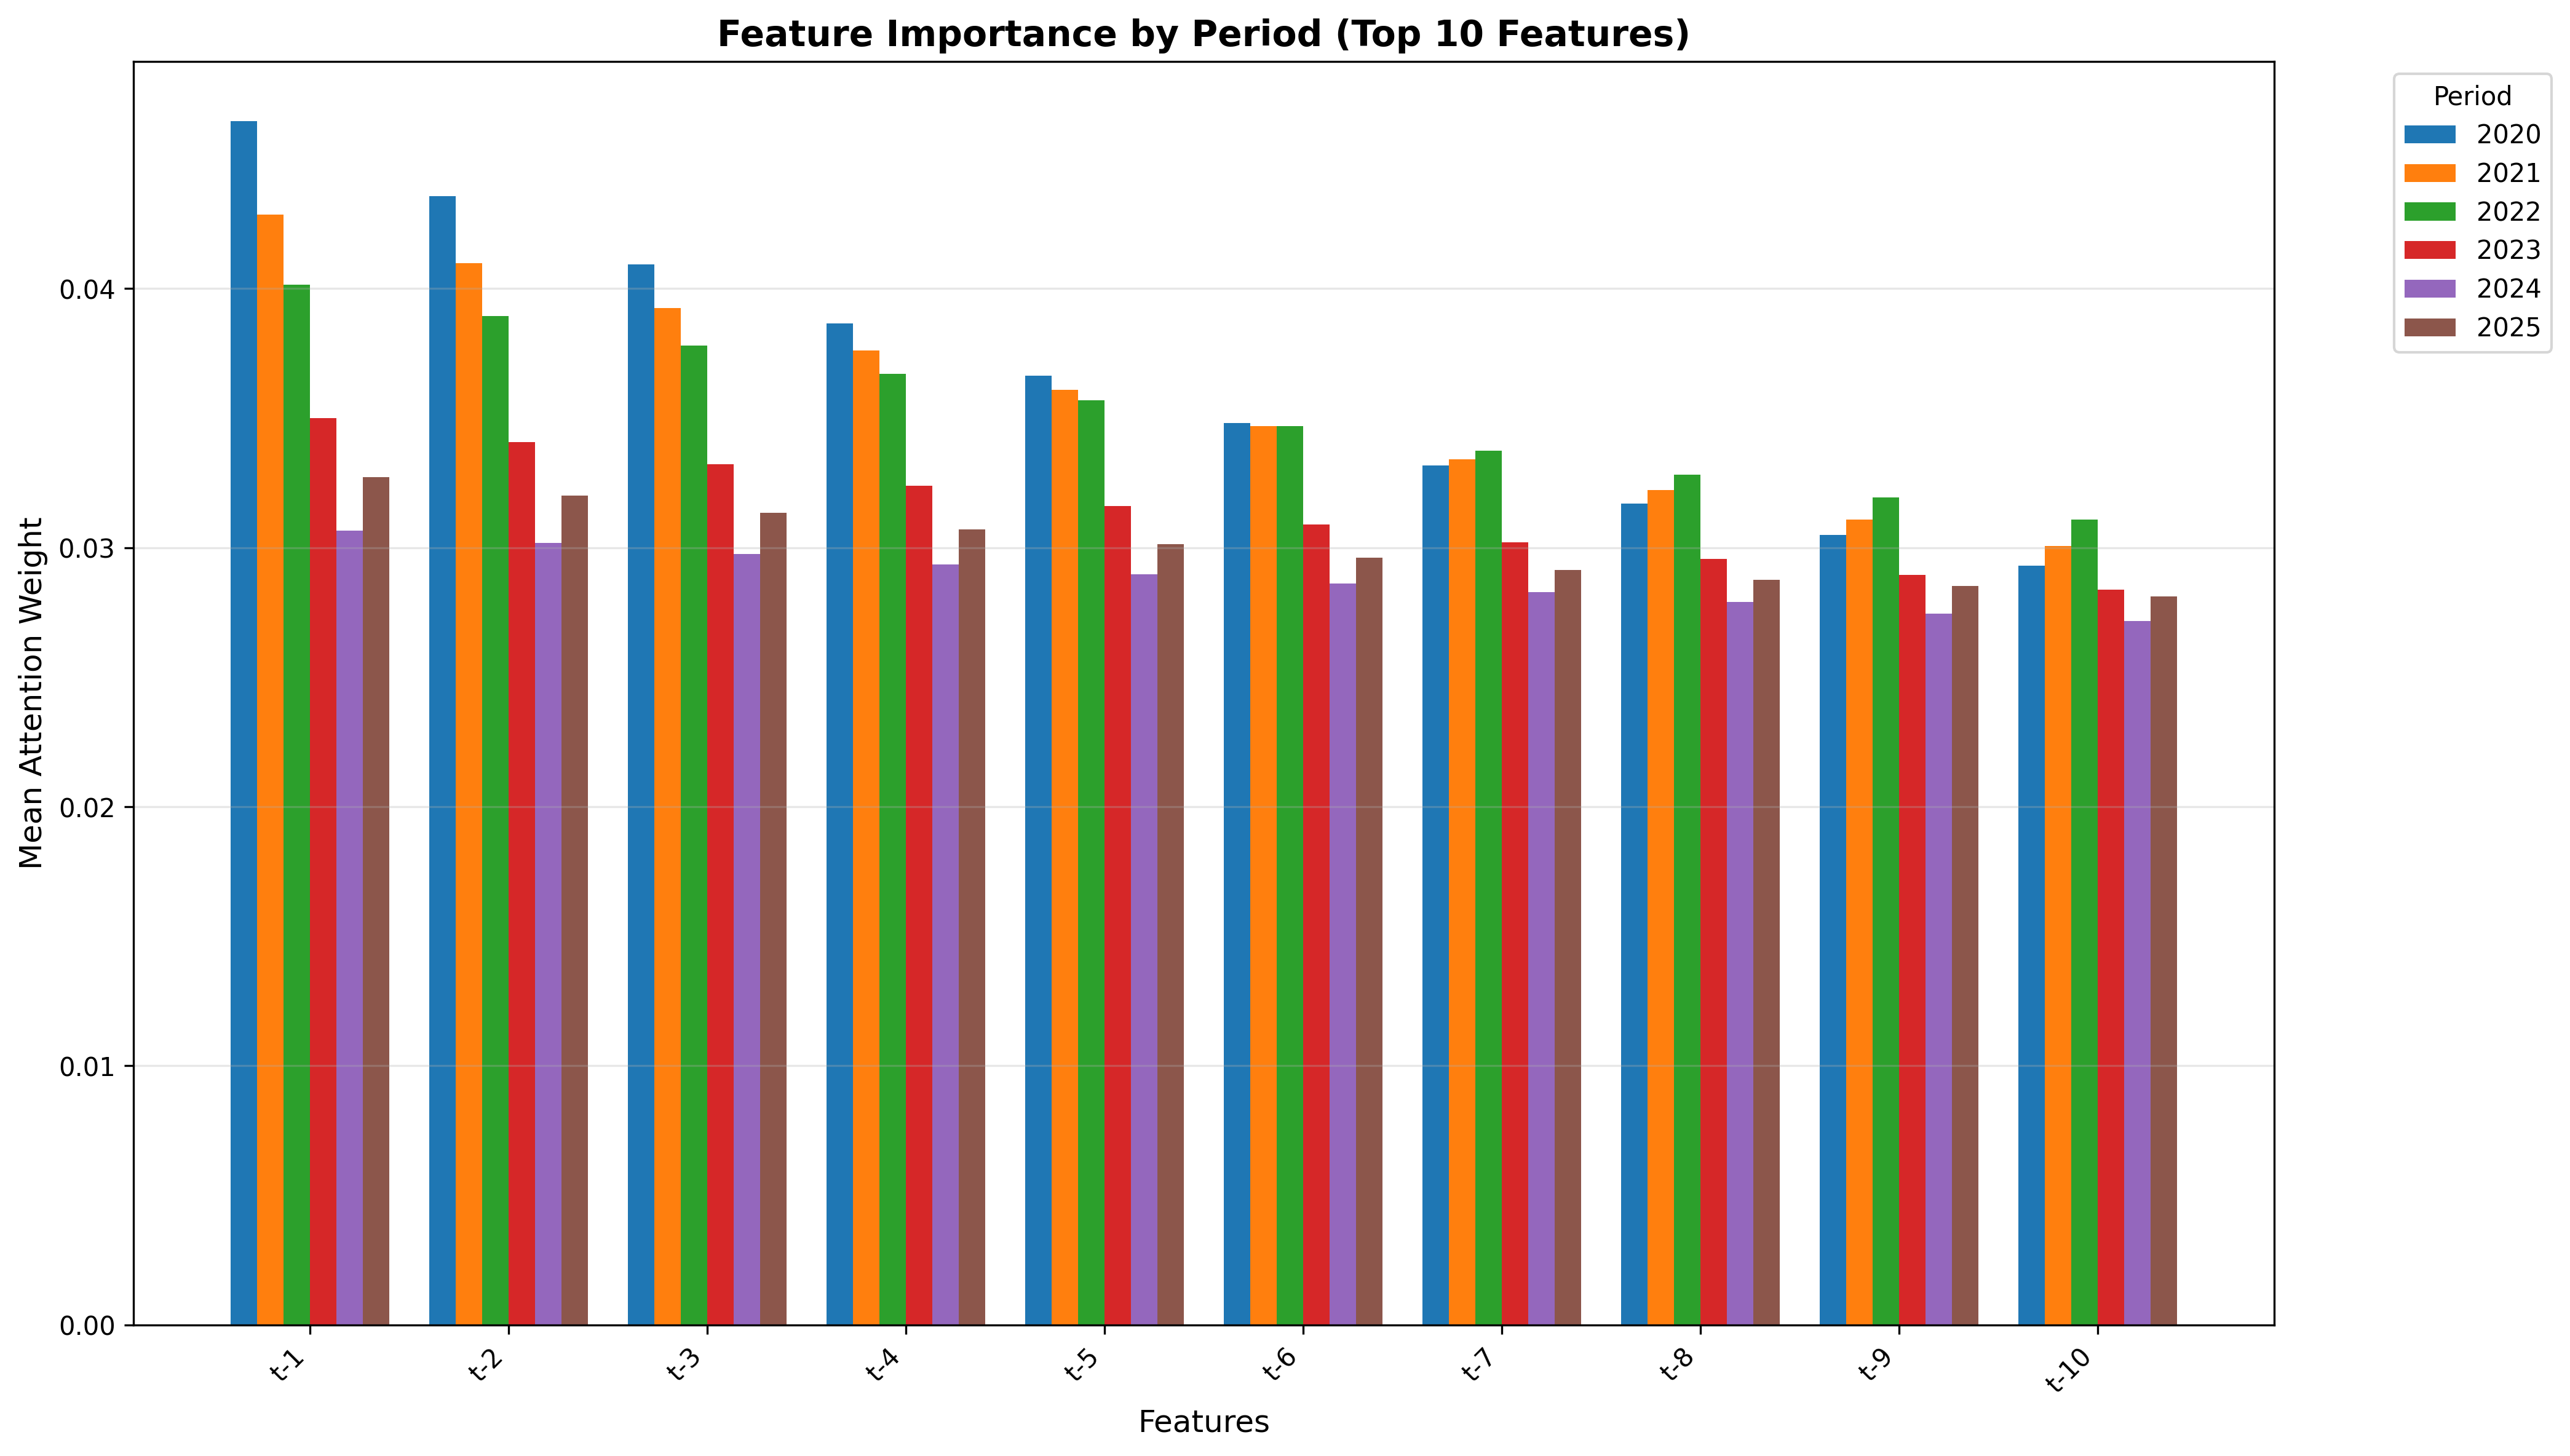 Feature Importance by Period (Top 10 Features)
Period
2020
2021
2022
2023
2024
2025
Mean Attention Weight
0.04
0.03
0.02
0.01
0.00
t-1
t-2
t-3
t-4
t-5
t-6
t-7
t-8
t-9
t-10
Features